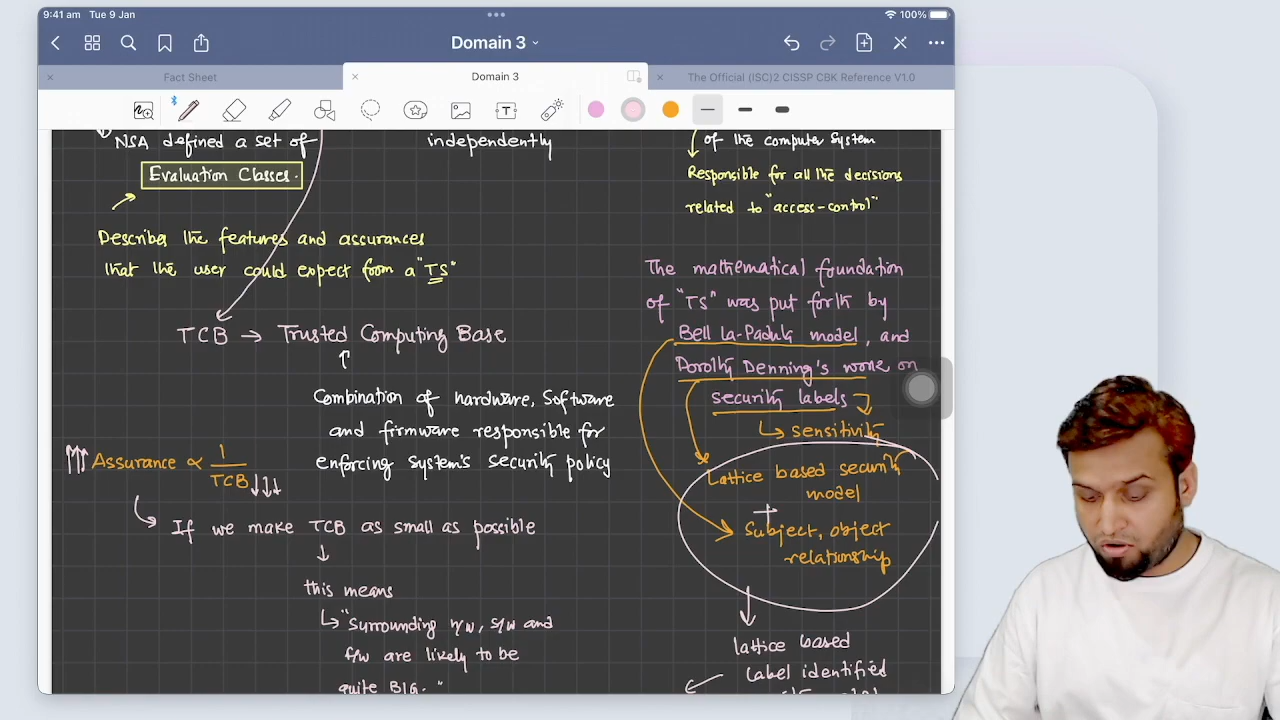 9:41 am Tue 9 Jan
100%
Domain 3
Fact Sheet
Domain 3
The Official (ISC)2 CISSP CBK Reference V1.0
NSA defined a set of
Evaluation Classes.
Describes the features and assurances
that the user could expect from a "TS"
independently
of the computer system
Responsible for all the decisions
related to "access-control"
TCB → Trusted Computing Base
Combination of hardware, Software
and firmware responsible for
enforcing system's security policy
↑↑↑ Assurance ∝ 1
TCB ↓↓↓
If we make TCB as small as possible
↓
this means
↳ "Surrounding H/W, S/W and
f/w are likely to be
quite BIG."
The mathematical foundation
of "TS" was put forth by
Bell La-Padula model, and
Dorothy Denning's work on
security labels
↳ sensitivity
Lattice based security
model
+
Subject, object
relationship
lattice based
Label identified